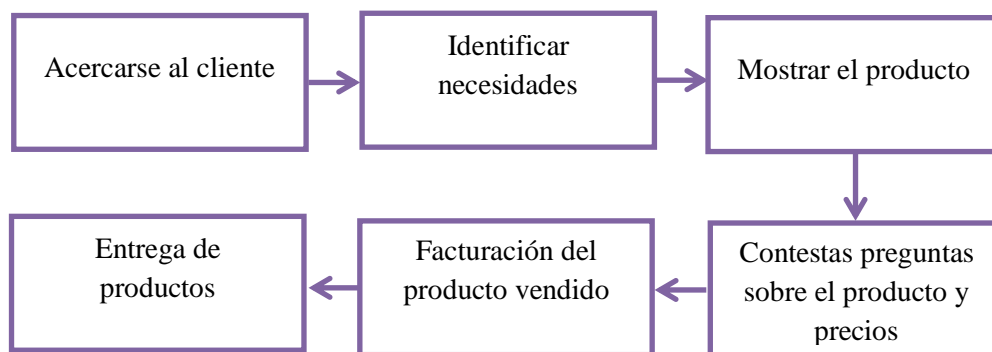 Acercarse al cliente
Identificar
necesidades
Mostrar el producto
Contestas preguntas
sobre el producto y
precios
Facturación del
producto vendido
Entrega de
productos